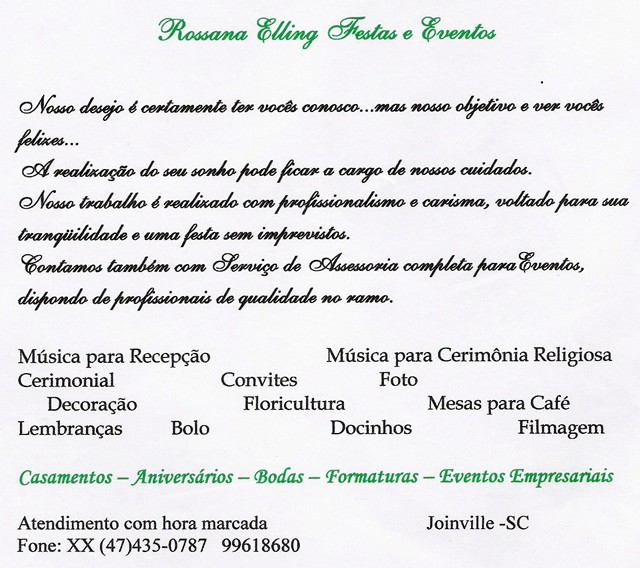 Rossana Elling Festas e Eventos
Nosso desejo é certamente ter vocês conosco...mas nosso objetivo e ver vocês
felizes...
A realização do seu sonho pode ficar a cargo de nossos cuidados.
Nosso trabalho é realizado com profissionalismo e carisma, voltado para sua
tranqüilidade e uma festa sem imprevistos.
Contamos também com Serviço de Assessoria completa para Eventos,
dispondo de profissionais de qualidade no ramo.
Música para Recepção Música para Cerimônia Religiosa
Cerimonial Convites Foto
Decoração Floricultura Mesas para Café
Lembranças Bolo Docinhos Filmagem
Casamentos – Aniversários – Bodas – Formaturas – Eventos Empresariais
Atendimento com hora marcada Joinville -SC
Fone: XX (47)435-0787 99618680